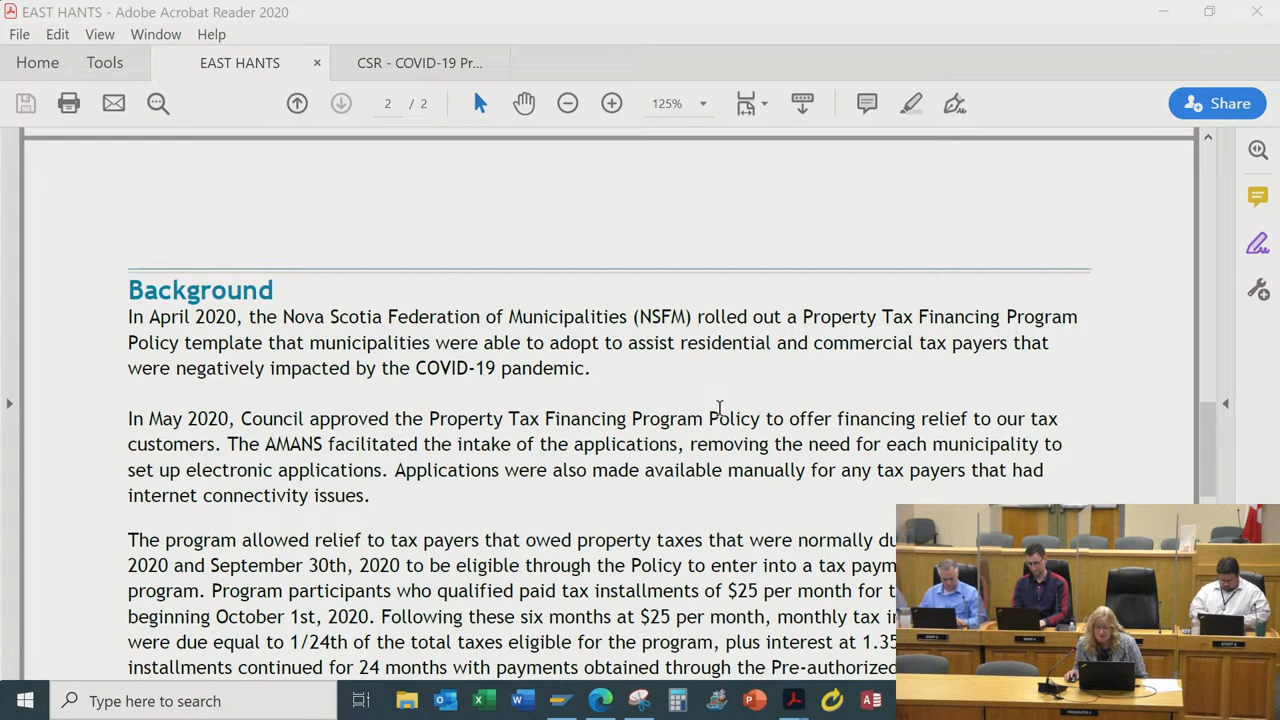 EAST HANTS - Adobe Acrobat Reader 2020
File Edit View Window Help
Home Tools EAST HANTS × CSR - COVID-19 Pr...
2 / 2 125% Share
Background
In April 2020, the Nova Scotia Federation of Municipalities (NSFM) rolled out a Property Tax Financing Program
Policy template that municipalities were able to adopt to assist residential and commercial tax payers that
were negatively impacted by the COVID-19 pandemic.
In May 2020, Council approved the Property Tax Financing Program Policy to offer financing relief to our tax
customers. The AMANS facilitated the intake of the applications, removing the need for each municipality to
set up electronic applications. Applications were also made available manually for any tax payers that had
internet connectivity issues.
The program allowed relief to tax payers that owed property taxes that were normally du
2020 and September 30th, 2020 to be eligible through the Policy to enter into a tax paym
program. Program participants who qualified paid tax installments of $25 per month for t
beginning October 1st, 2020. Following these six months at $25 per month, monthly tax in
were due equal to 1/24th of the total taxes eligible for the program, plus interest at 1.35
installments continued for 24 months with payments obtained through the Pre-authorized
Type here to search